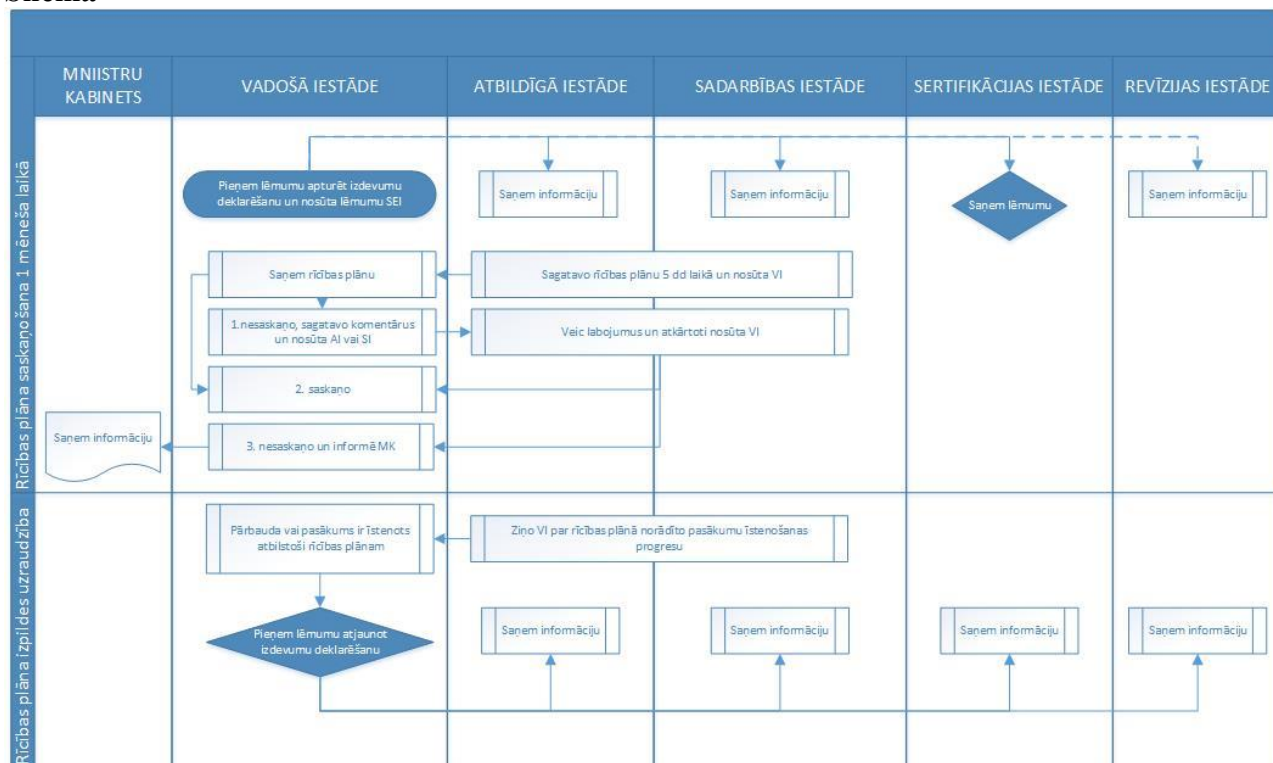 MNIISTRU
KABINETS
VADOŠĀ IESTĀDE
ATBILDĪGĀ IESTĀDE
SADARBĪBAS IESTĀDE
SERTIFIKĀCIJAS IESTĀDE
REVĪZIJAS IESTĀDE
Rīcības plāna saskaņošana 1 mēneša laikā
Pieņem lēmumu apturēt izdevumu
deklarēšanu un nosūta lēmumu SEI
Saņem informāciju
Saņem informāciju
Saņem lēmumu
Saņem informāciju
Saņem rīcības plānu
Sagatavo rīcības plānu 5 dd laikā un nosūta VI
1.nesaskaņo, sagatavo komentārus
un nosūta AI vai SI
Veic labojumus un atkārtoti nosūta VI
2. saskaņo
Saņem informāciju
3. nesaskaņo un informē MK
Rīcības plāna izpildes uzraudzība
Pārbauda vai pasākums ir īstenots
atbilstoši rīcības plānam
Ziņo VI par rīcības plānā norādīto pasākumu īstenošanas
progresu
Pieņem lēmumu atjaunot
izdevumu deklarēšanu
Saņem informāciju
Saņem informāciju
Saņem informāciju
Saņem informāciju